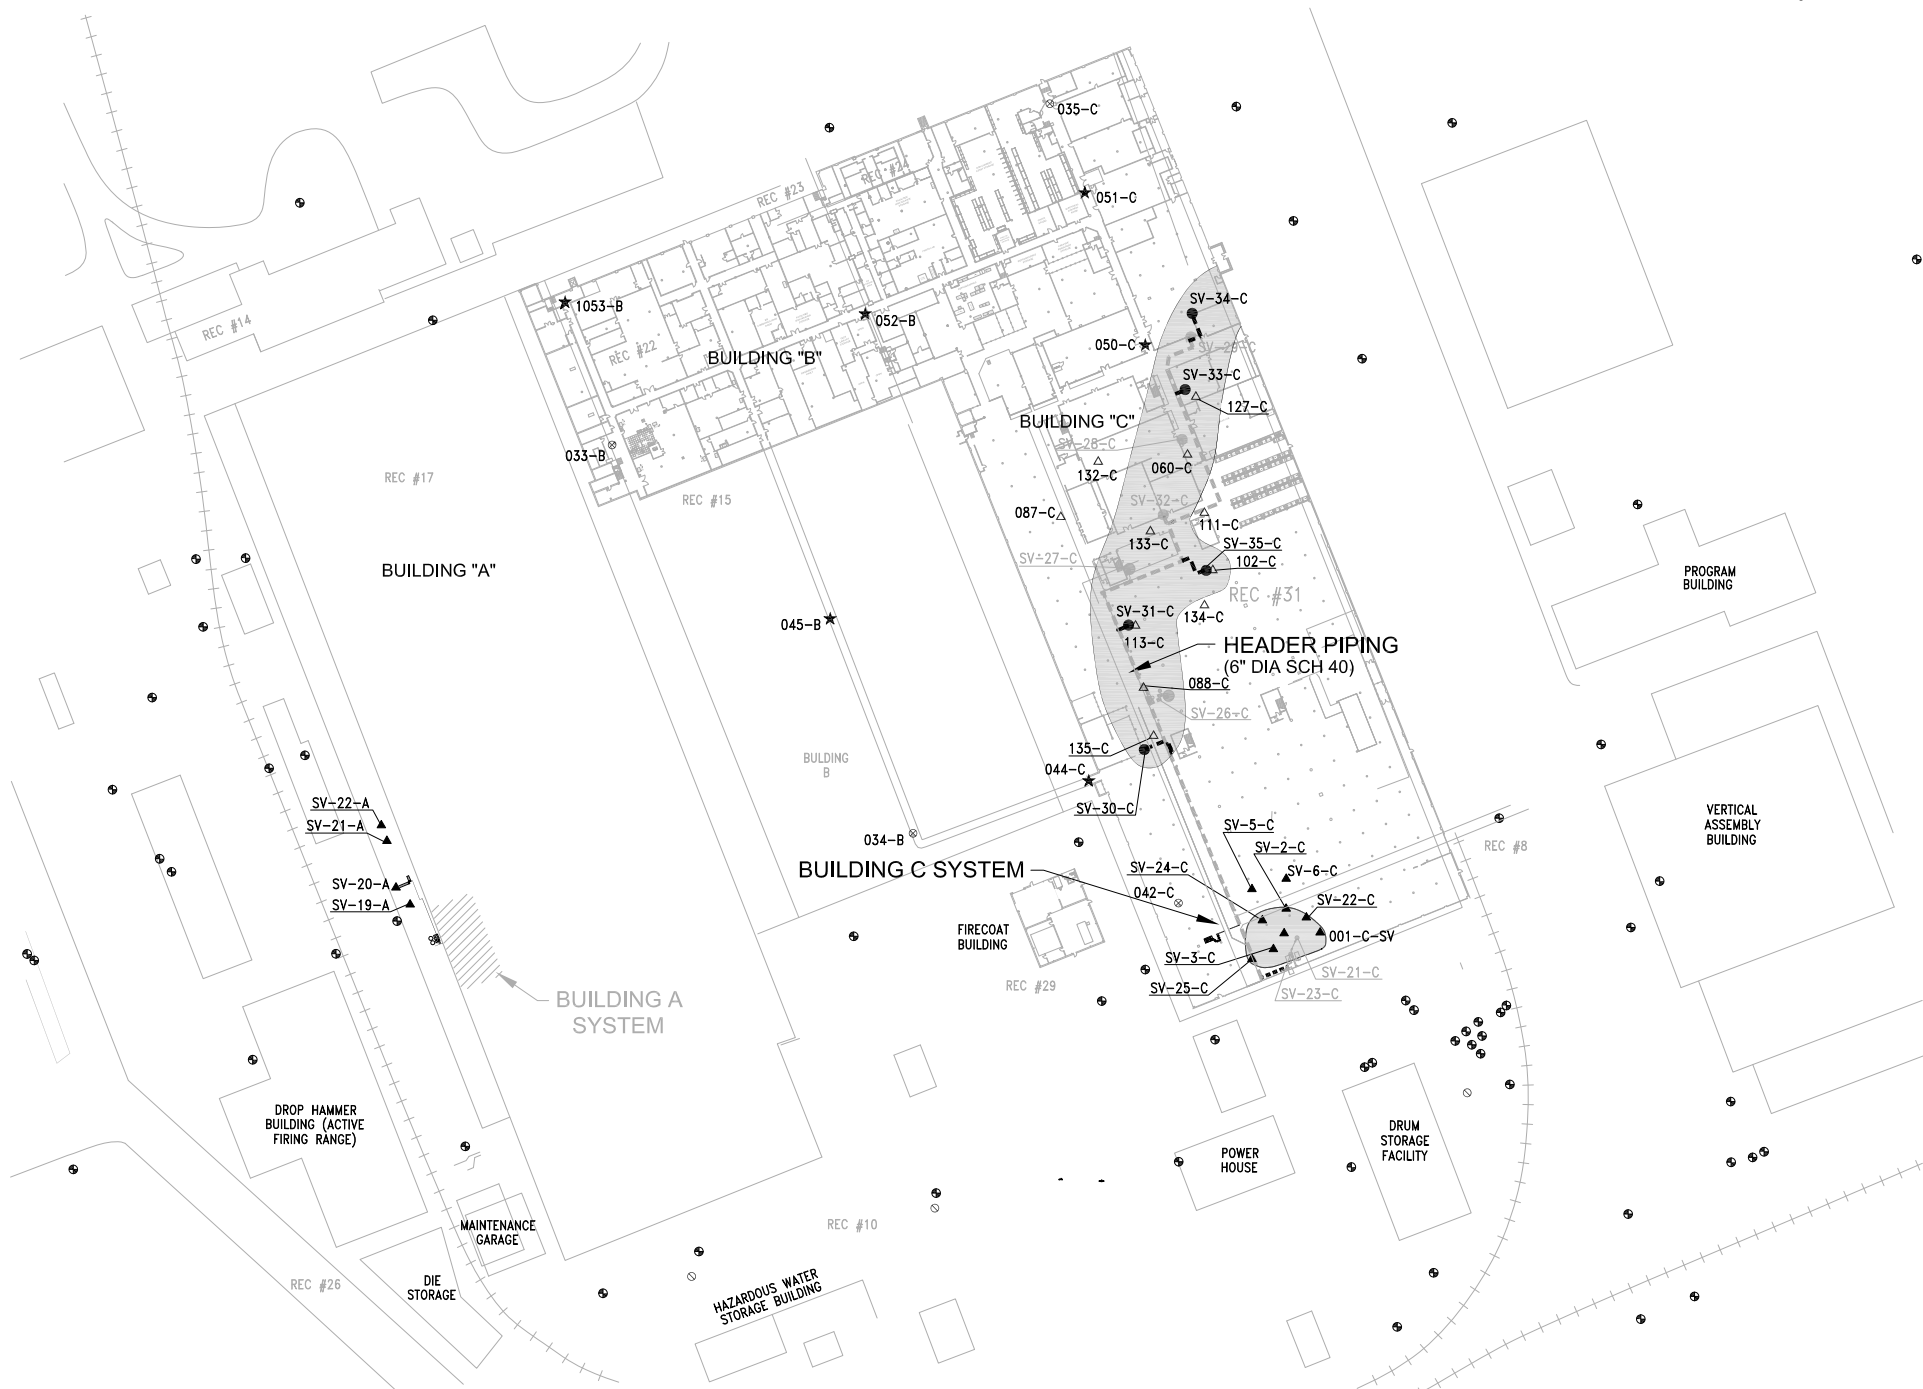 035-C
REC #24
REC #23
051-C
SV-34-C
1053-B
052-B
REC #14
050-C
SV-29-C
REC #22
BUILDING "B"
SV-33-C
127-C
BUILDING "C"
SV-28-C
033-B
132-C
060-C
REC #17
REC #15
SV-32-C
087-C
111-C
133-C
SV-35-C
SV-27-C
102-C
BUILDING "A"
PROGRAM
BUILDING
REC #31
SV-31-C
134-C
045-B
113-C
HEADER PIPING
(6" DIA SCH 40)
088-C
SV-26-C
135-C
BULDING
B
044-C
SV-22-A
SV-30-C
SV-21-A
SV-5-C
VERTICAL
ASSEMBLY
BUILDING
034-B
SV-2-C
REC #8
BUILDING C SYSTEM
SV-24-C
SV-6-C
SV-20-A
042-C
SV-22-C
SV-19-A
FIRECOAT
BUILDING
001-C-SV
SV-3-C
SV-21-C
REC #29
SV-25-C
SV-23-C
BUILDING A
SYSTEM
DROP HAMMER
BUILDING (ACTIVE
FIRING RANGE)
DRUM
STORAGE
FACILITY
POWER
HOUSE
MAINTENANCE
GARAGE
REC #10
REC #26
DIE
STORAGE
HAZARDOUS WATER
STORAGE BUILDING